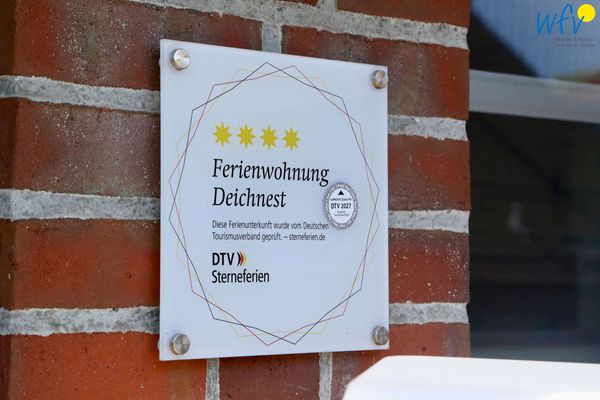 wfv
Ferienwohnung
Deichnest
DTV 2027
Diese Ferienunterkunft wurde vom Deutschen
Tourismusverband geprüft. – sterneferien.de
DTV
Sterneferien